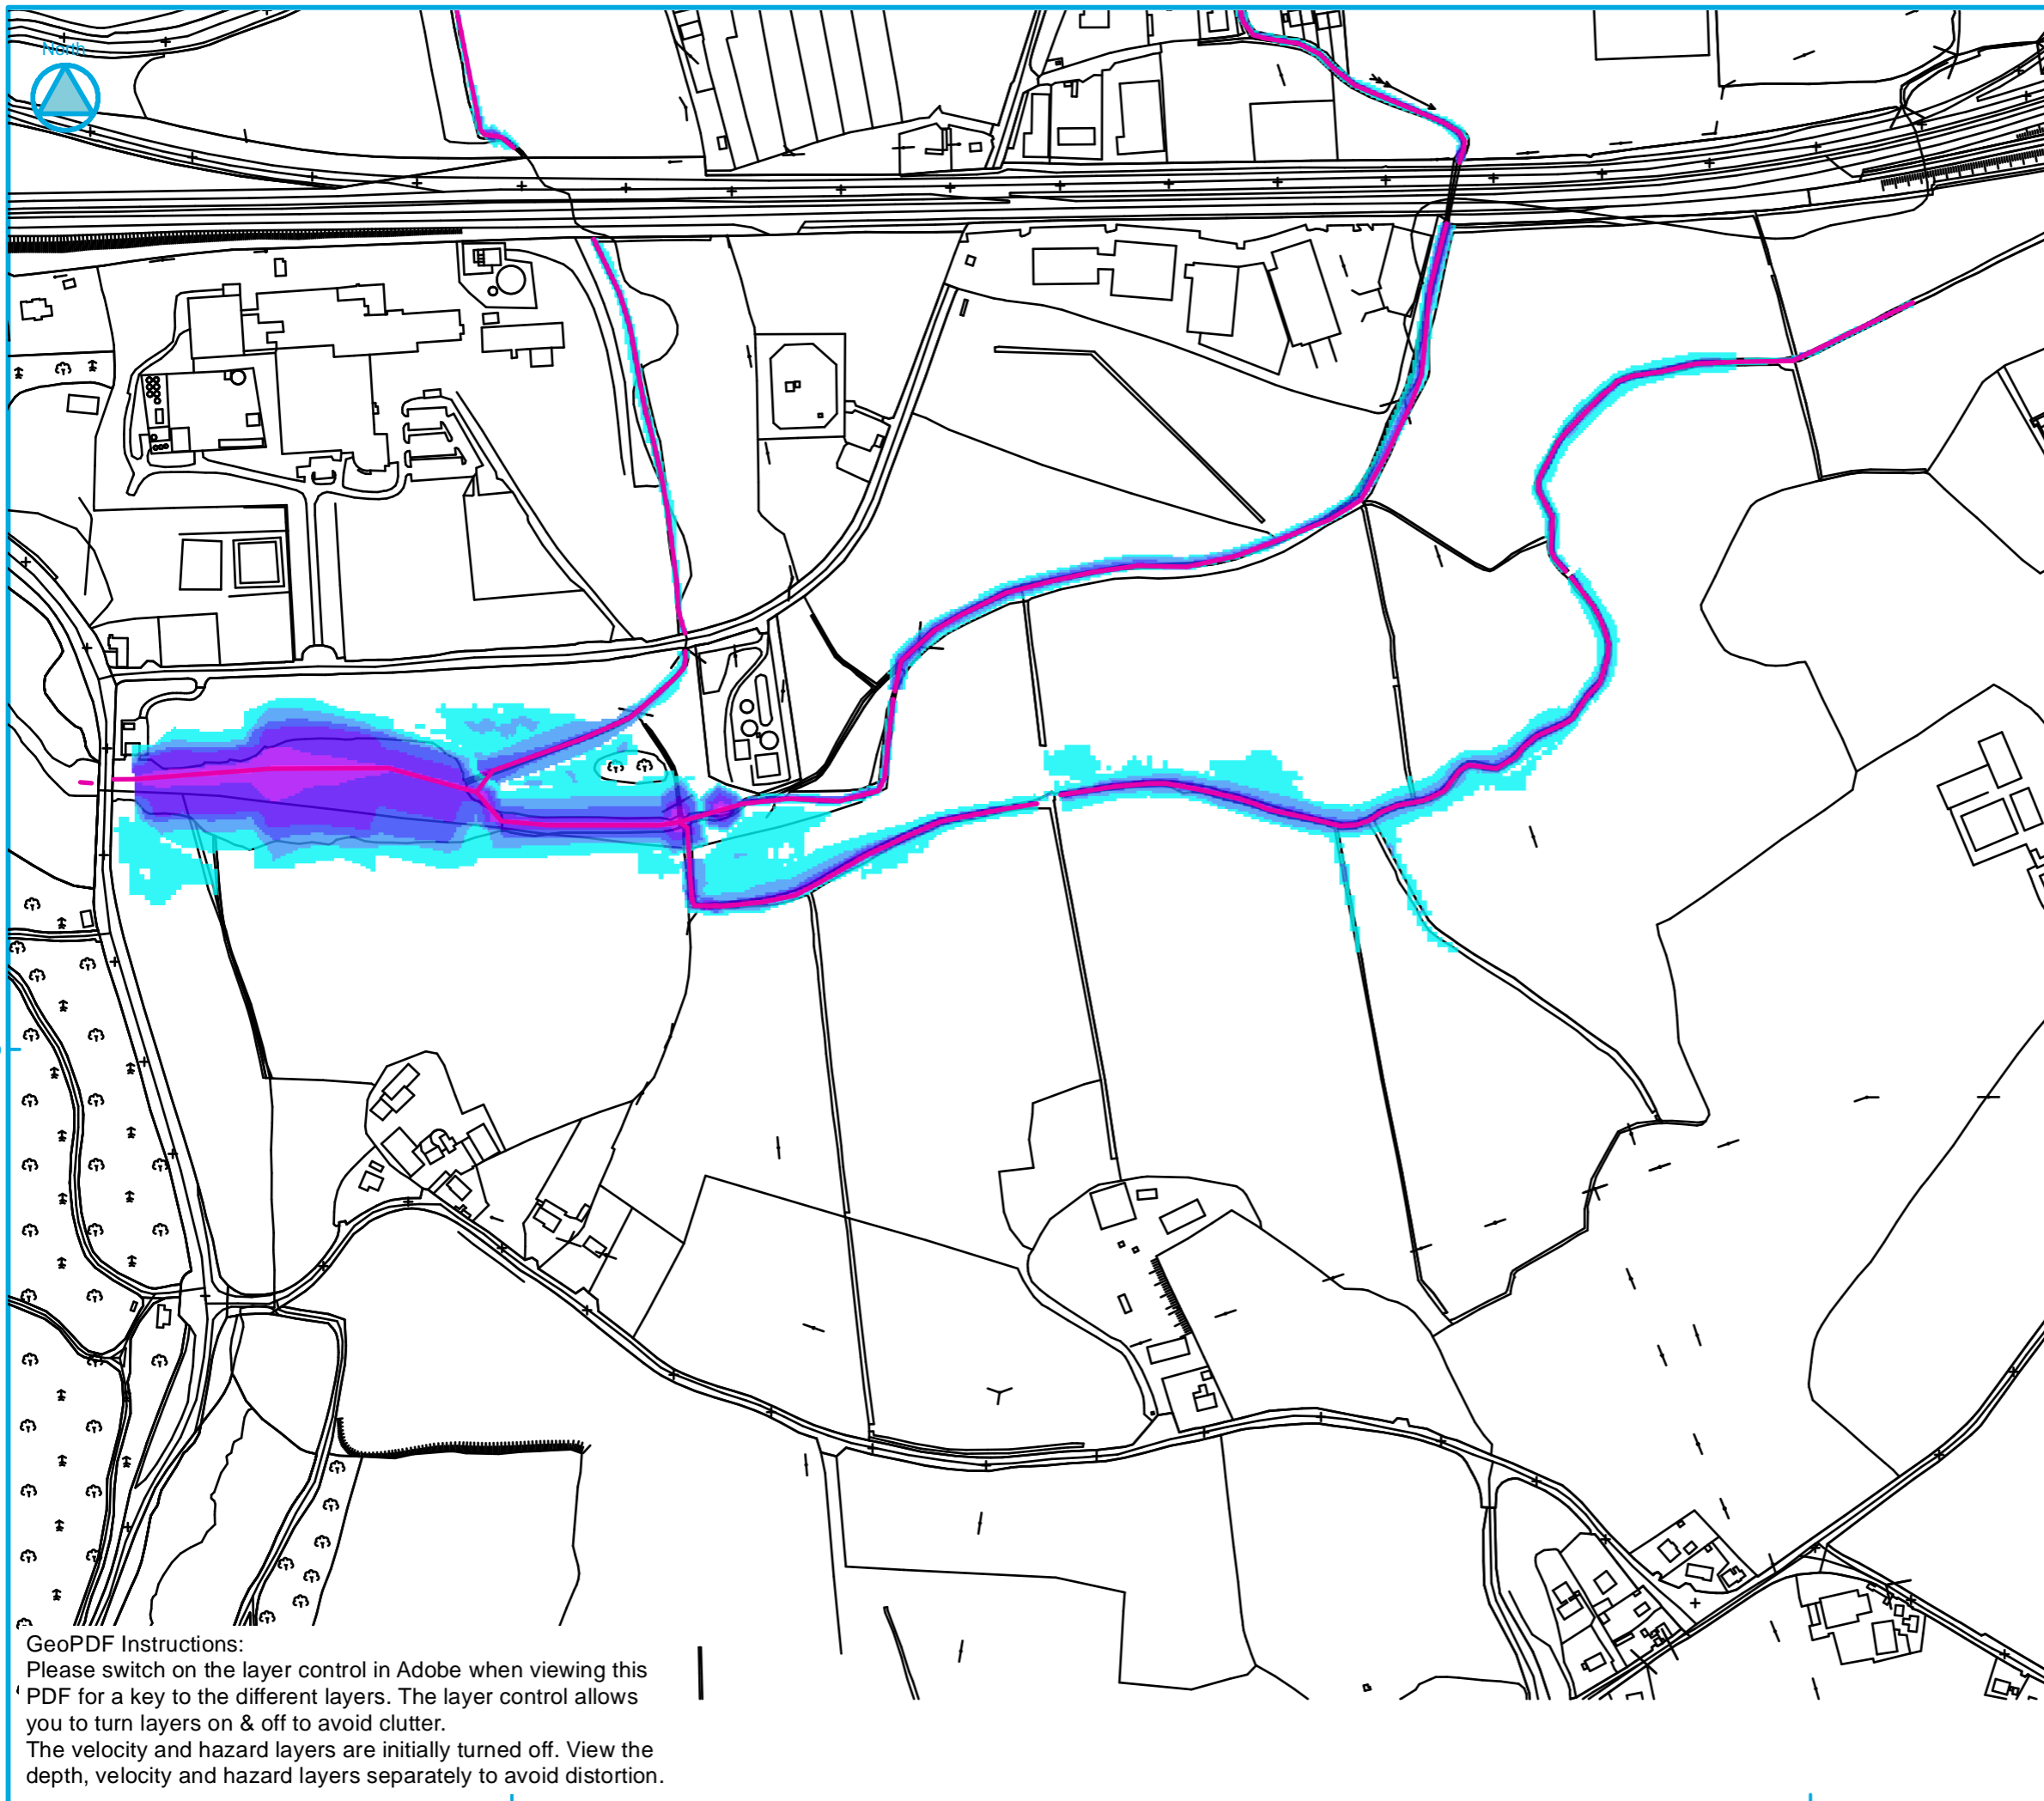 North
GeoPDF Instructions:
Please switch on the layer control in Adobe when viewing this
PDF for a key to the different layers. The layer control allows
you to turn layers on & off to avoid clutter.
The velocity and hazard layers are initially turned off. View the
depth, velocity and hazard layers separately to avoid distortion.